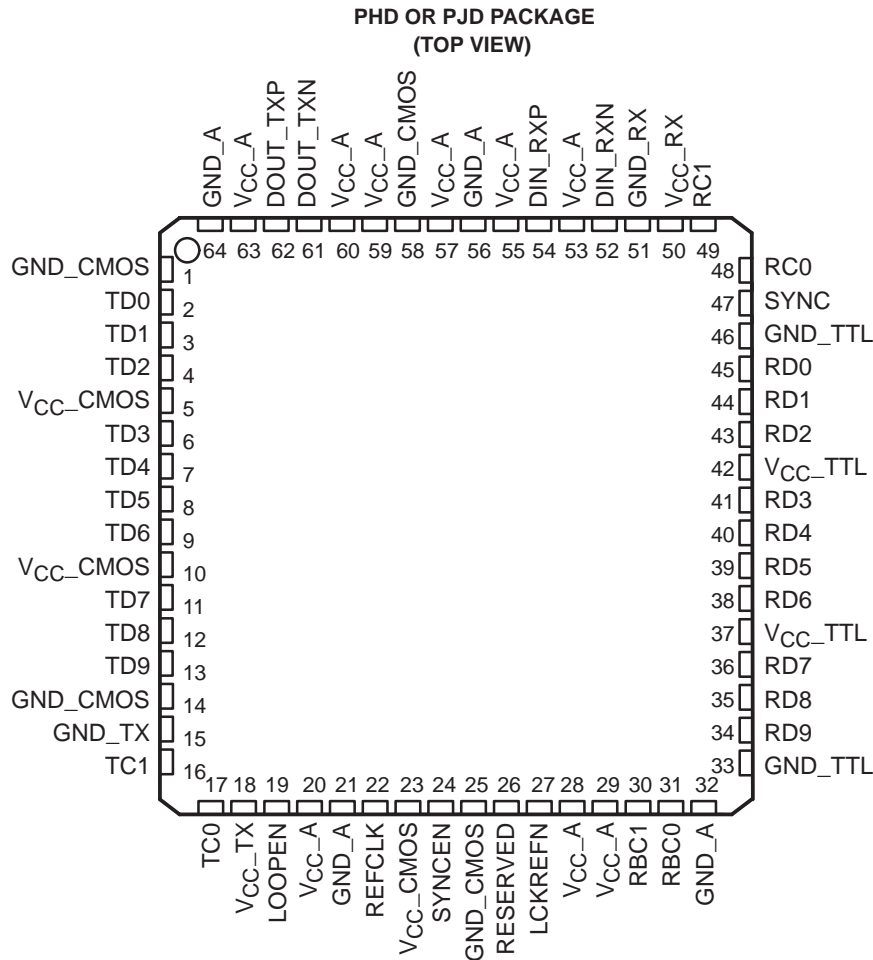 PHD OR PJD PACKAGE
(TOP VIEW)
GND_A
VCC_A
DOUT_TXP
DOUT_TXN
VCC_A
VCC_A
GND_CMOS
VCC_A
GND_A
VCC_A
DIN_RXP
VCC_A
DIN_RXN
GND_RX
VCC_RX
RC1
64 63 62 61 60 59 58 57 56 55 54 53 52 51 50 49
GND_CMOS 1
TD0 2
TD1 3
TD2 4
VCC_CMOS 5
TD3 6
TD4 7
TD5 8
TD6 9
VCC_CMOS 10
TD7 11
TD8 12
TD9 13
GND_CMOS 14
GND_TX 15
TC1 16
48 RC0
47 SYNC
46 GND_TTL
45 RD0
44 RD1
43 RD2
42 VCC_TTL
41 RD3
40 RD4
39 RD5
38 RD6
37 VCC_TTL
36 RD7
35 RD8
34 RD9
33 GND_TTL
17 18 19 20 21 22 23 24 25 26 27 28 29 30 31 32
TC0
VCC_TX
LOOPEN
VCC_A
GND_A
REFCLK
VCC_CMOS
SYNCEN
GND_CMOS
RESERVED
LCKREFN
VCC_A
VCC_A
RBC1
RBC0
GND_A